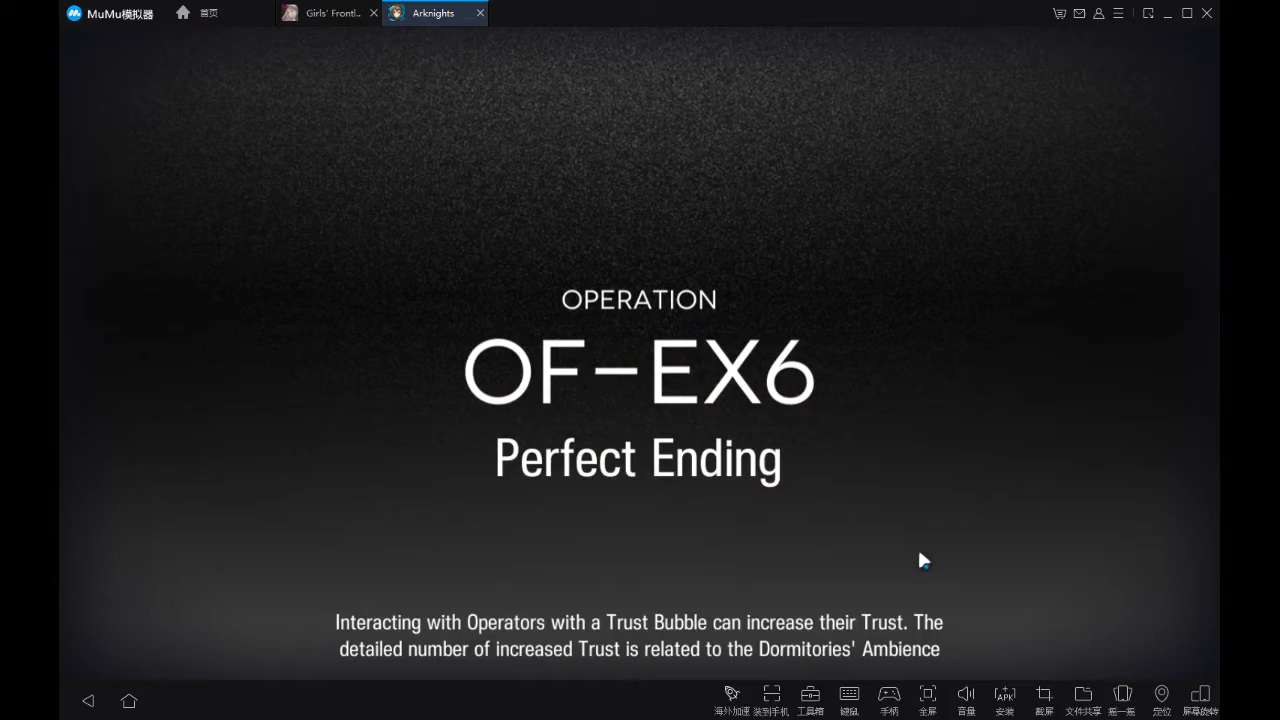 MuMu模拟器
首页
Girls' Frontl..
Arknights
OPERATION
OF-EX6
Perfect Ending
Interacting with Operators with a Trust Bubble can increase their Trust. The
detailed number of increased Trust is related to the Dormitories' Ambience
海外加速 装到手机 工具箱 键鼠 手柄 全屏 音量 安装 截屏 文件共享 摇一摇 定位 屏幕旋转
APK